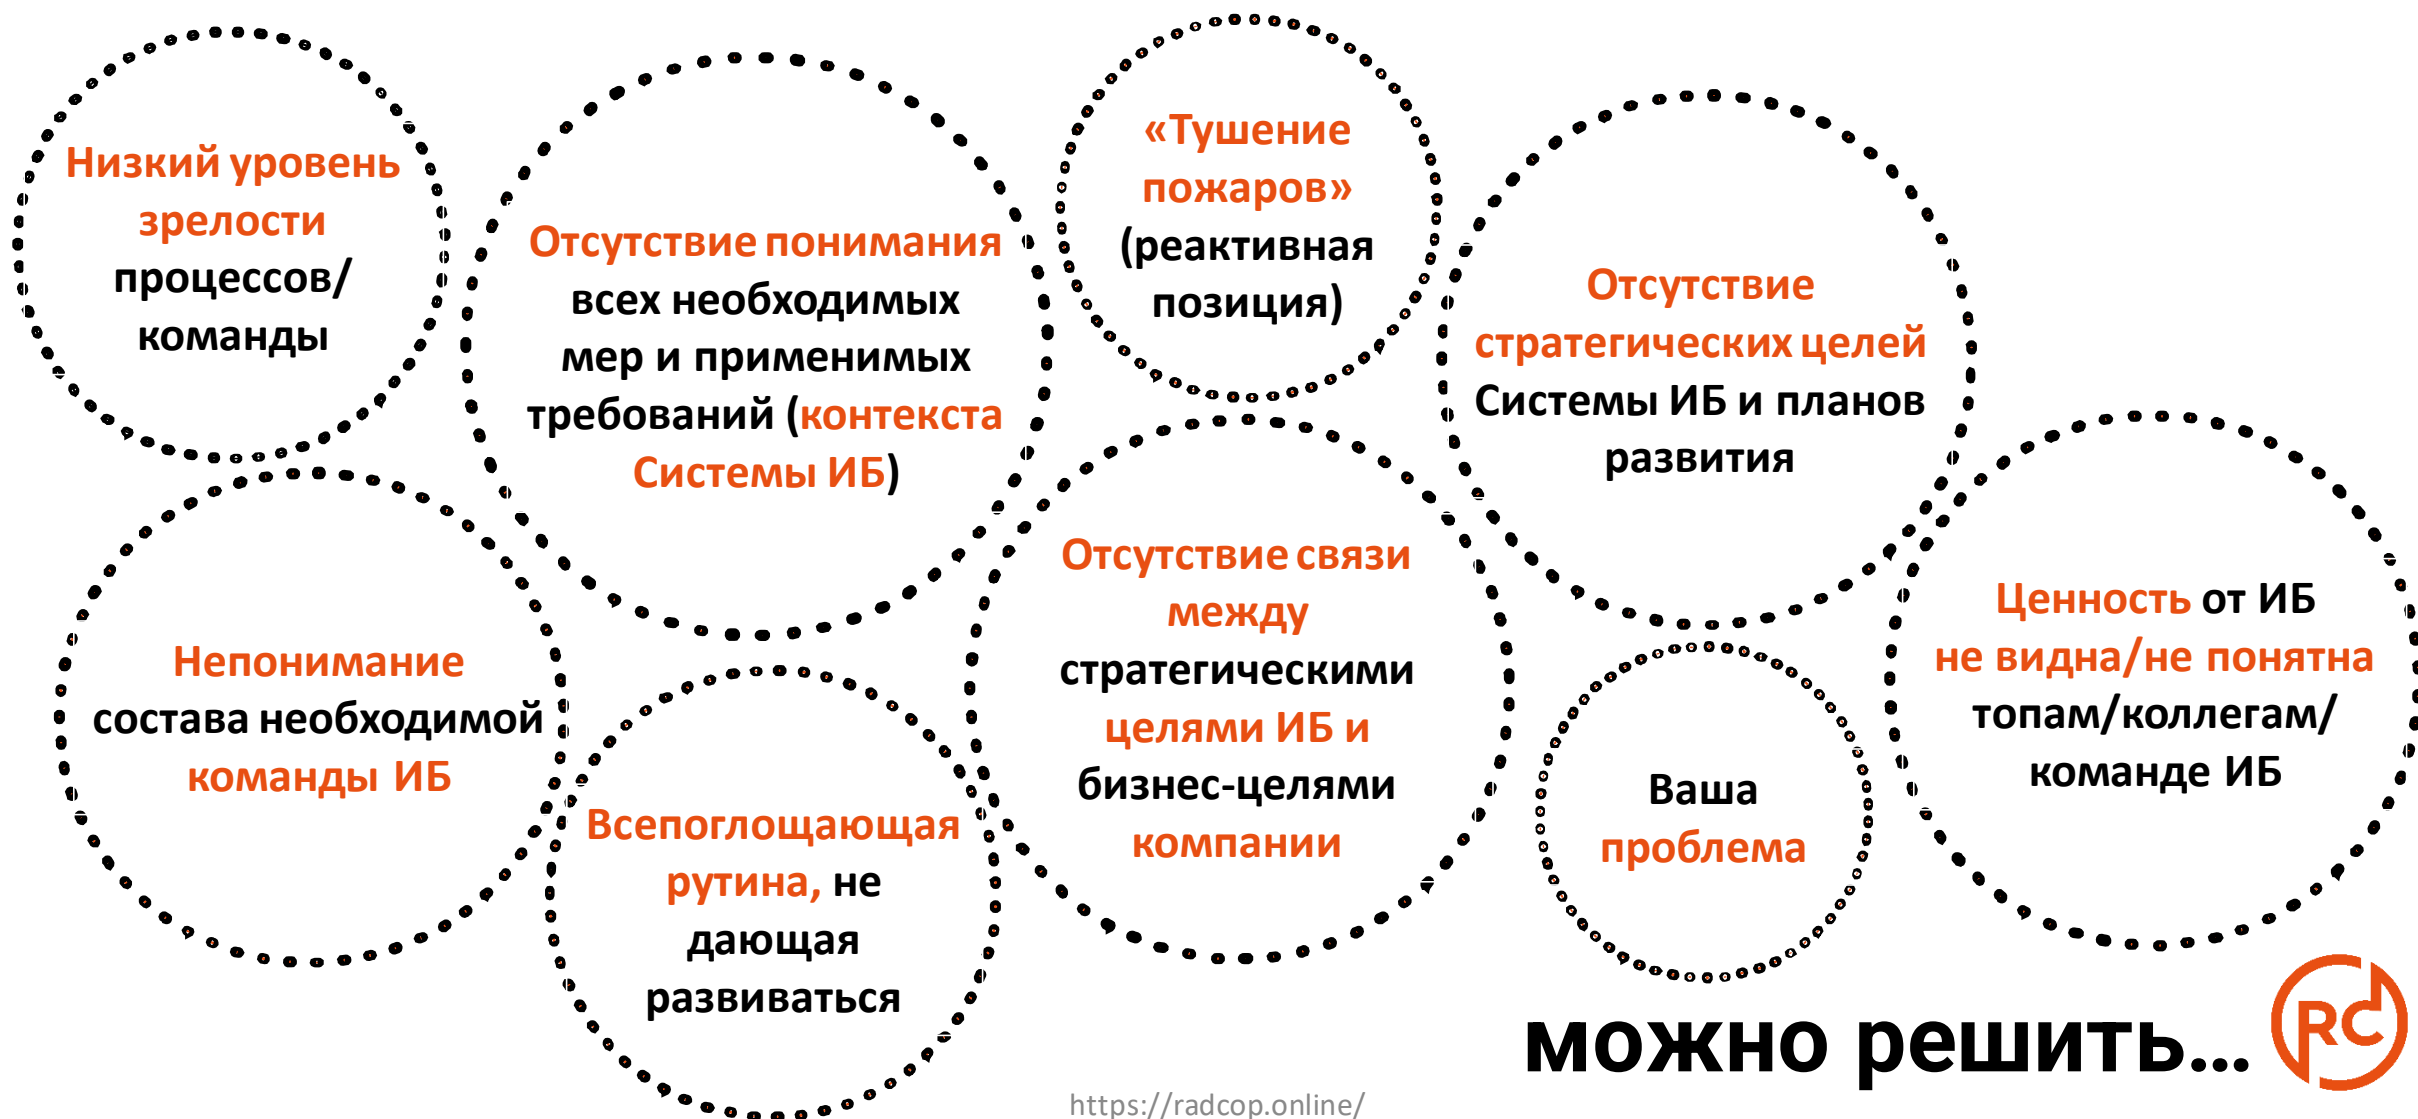 Низкий уровень
зрелости
процессов/
команды
Отсутствие понимания
всех необходимых
мер и применимых
требований (контекста
Системы ИБ)
«Тушение
пожаров»
(реактивная
позиция)
Отсутствие
стратегических целей
Системы ИБ и планов
развития
Непонимание
состава необходимой
команды ИБ
Всепоглощающая
рутина, не
дающая
развиваться
Отсутствие связи
между
стратегическими
целями ИБ и
бизнес-целями
компании
Ваша
проблема
Ценность от ИБ
не видна/не понятна
топам/коллегам/
команде ИБ
можно решить...
RC
https://radcop.online/